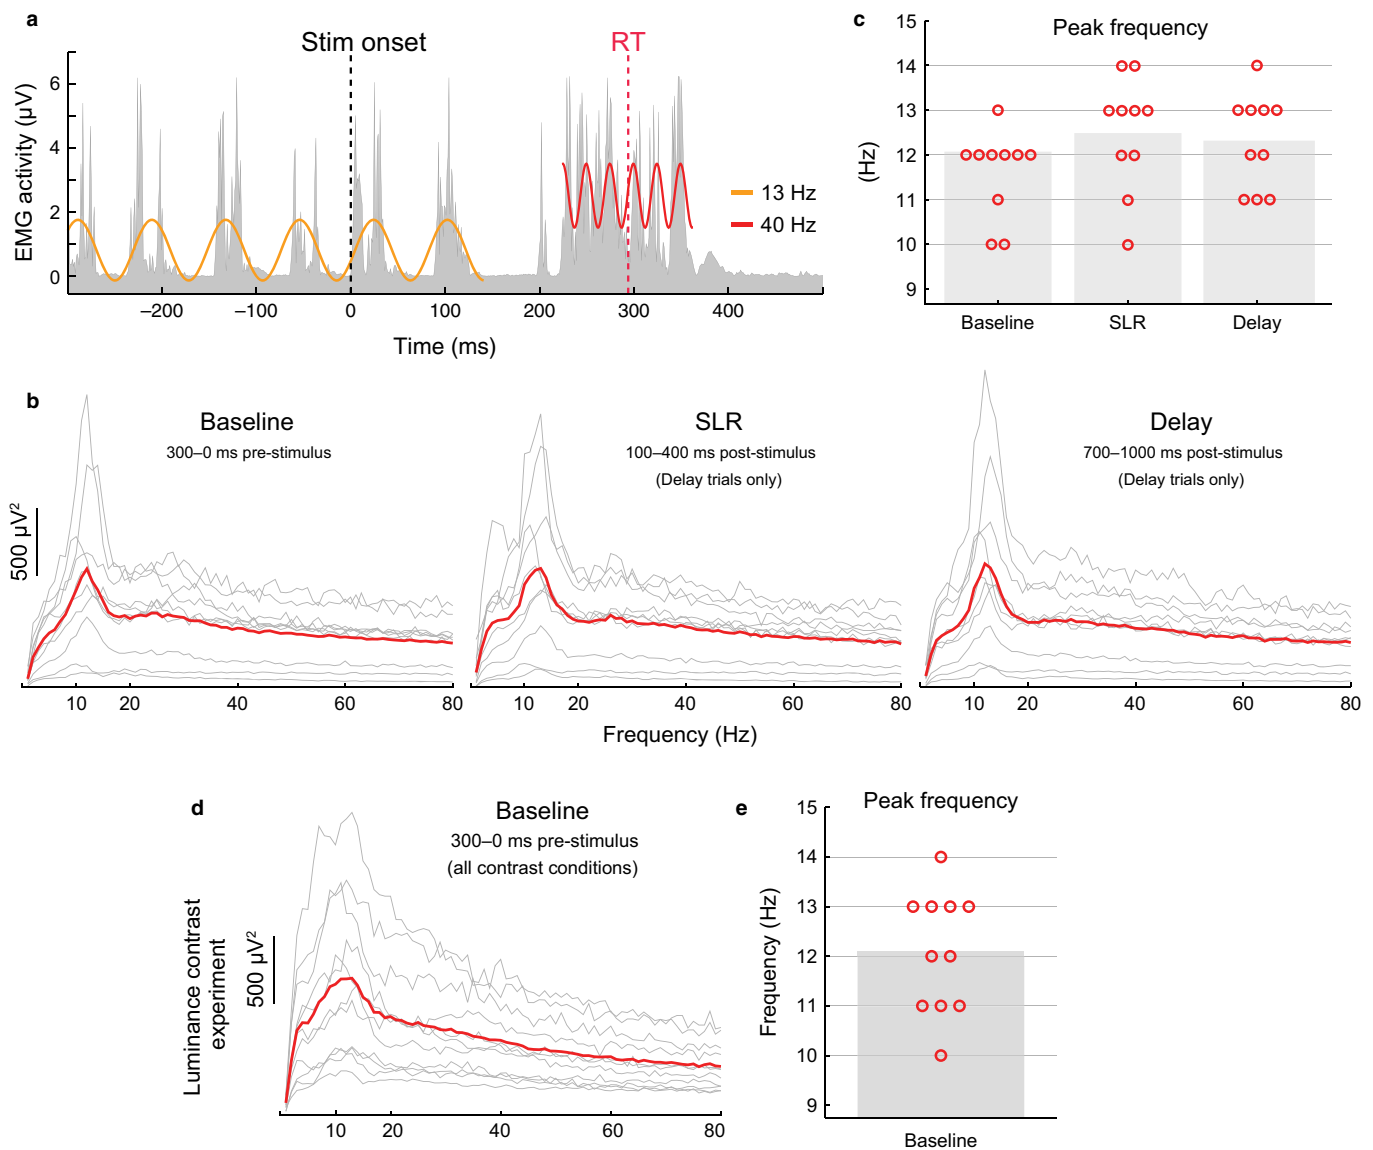 a
Stim onset
RT
EMG activity (µV)
6
4
2
0
13 Hz
40 Hz
–200
–100
0
100
200
300
400
Time (ms)
c
Peak frequency
(Hz)
15
14
13
12
11
10
9
Baseline
SLR
Delay
b
Baseline
300–0 ms pre-stimulus
SLR
100–400 ms post-stimulus
(Delay trials only)
Delay
700–1000 ms post-stimulus
(Delay trials only)
500 µV²
10
20
40
60
80
10
20
40
60
80
10
20
40
60
80
Frequency (Hz)
d
Baseline
300–0 ms pre-stimulus
(all contrast conditions)
Luminance contrast
experiment
500 µV²
10
20
40
60
80
e
Peak frequency
Frequency (Hz)
15
14
13
12
11
10
9
Baseline